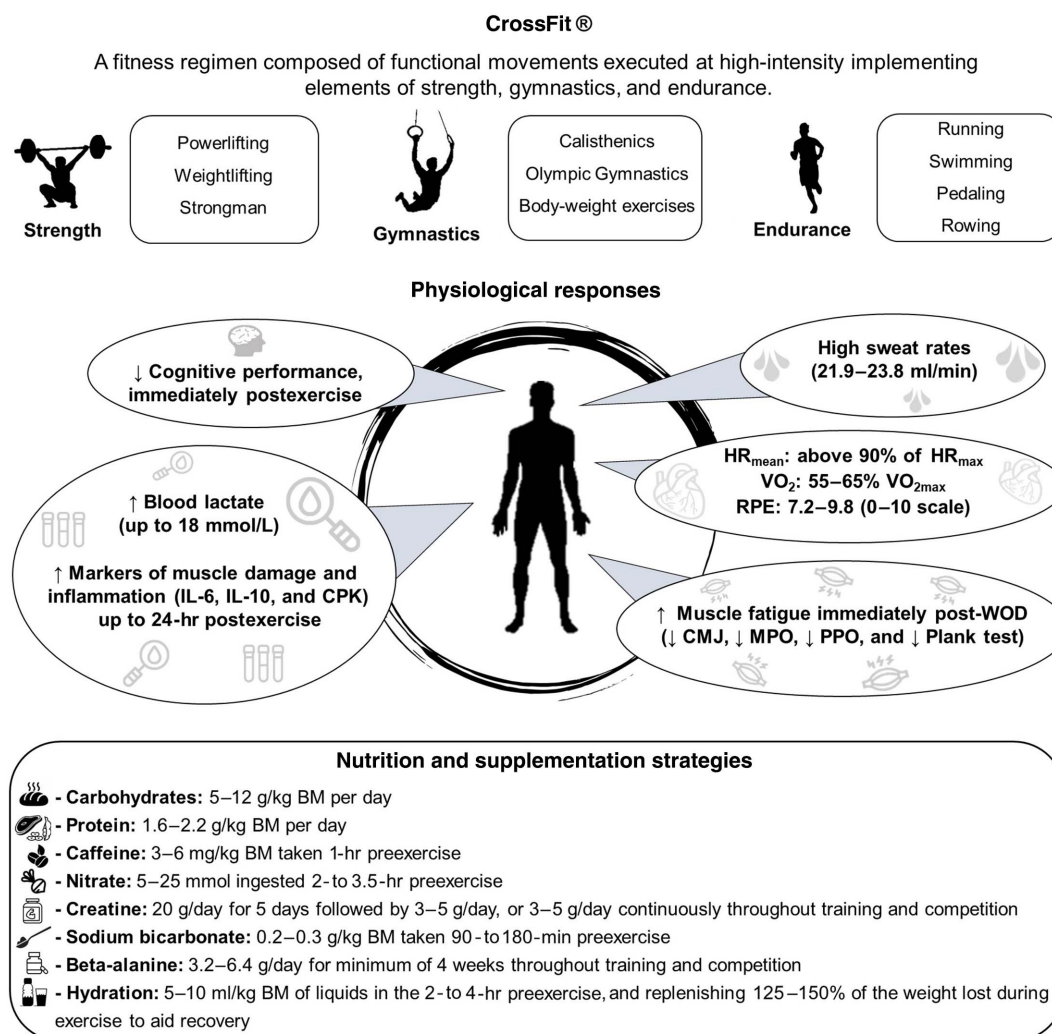 CrossFit ®
A fitness regimen composed of functional movements executed at high-intensity implementing
elements of strength, gymnastics, and endurance.
Strength
Powerlifting
Weightlifting
Strongman
Gymnastics
Calisthenics
Olympic Gymnastics
Body-weight exercises
Endurance
Running
Swimming
Pedaling
Rowing
Physiological responses
↓ Cognitive performance,
immediately postexercise
High sweat rates
(21.9–23.8 ml/min)
↑ Blood lactate
(up to 18 mmol/L)
↑ Markers of muscle damage and
inflammation (IL-6, IL-10, and CPK)
up to 24-hr postexercise
HRmean: above 90% of HRmax
VO2: 55–65% VO2max
RPE: 7.2–9.8 (0–10 scale)
↑ Muscle fatigue immediately post-WOD
(↓ CMJ, ↓ MPO, ↓ PPO, and ↓ Plank test)
Nutrition and supplementation strategies
- Carbohydrates: 5–12 g/kg BM per day
- Protein: 1.6–2.2 g/kg BM per day
- Caffeine: 3–6 mg/kg BM taken 1-hr preexercise
- Nitrate: 5–25 mmol ingested 2-to 3.5-hr preexercise
- Creatine: 20 g/day for 5 days followed by 3–5 g/day, or 3–5 g/day continuously throughout training and competition
- Sodium bicarbonate: 0.2–0.3 g/kg BM taken 90-to 180-min preexercise
- Beta-alanine: 3.2–6.4 g/day for minimum of 4 weeks throughout training and competition
- Hydration: 5–10 ml/kg BM of liquids in the 2-to 4-hr preexercise, and replenishing 125–150% of the weight lost during
exercise to aid recovery